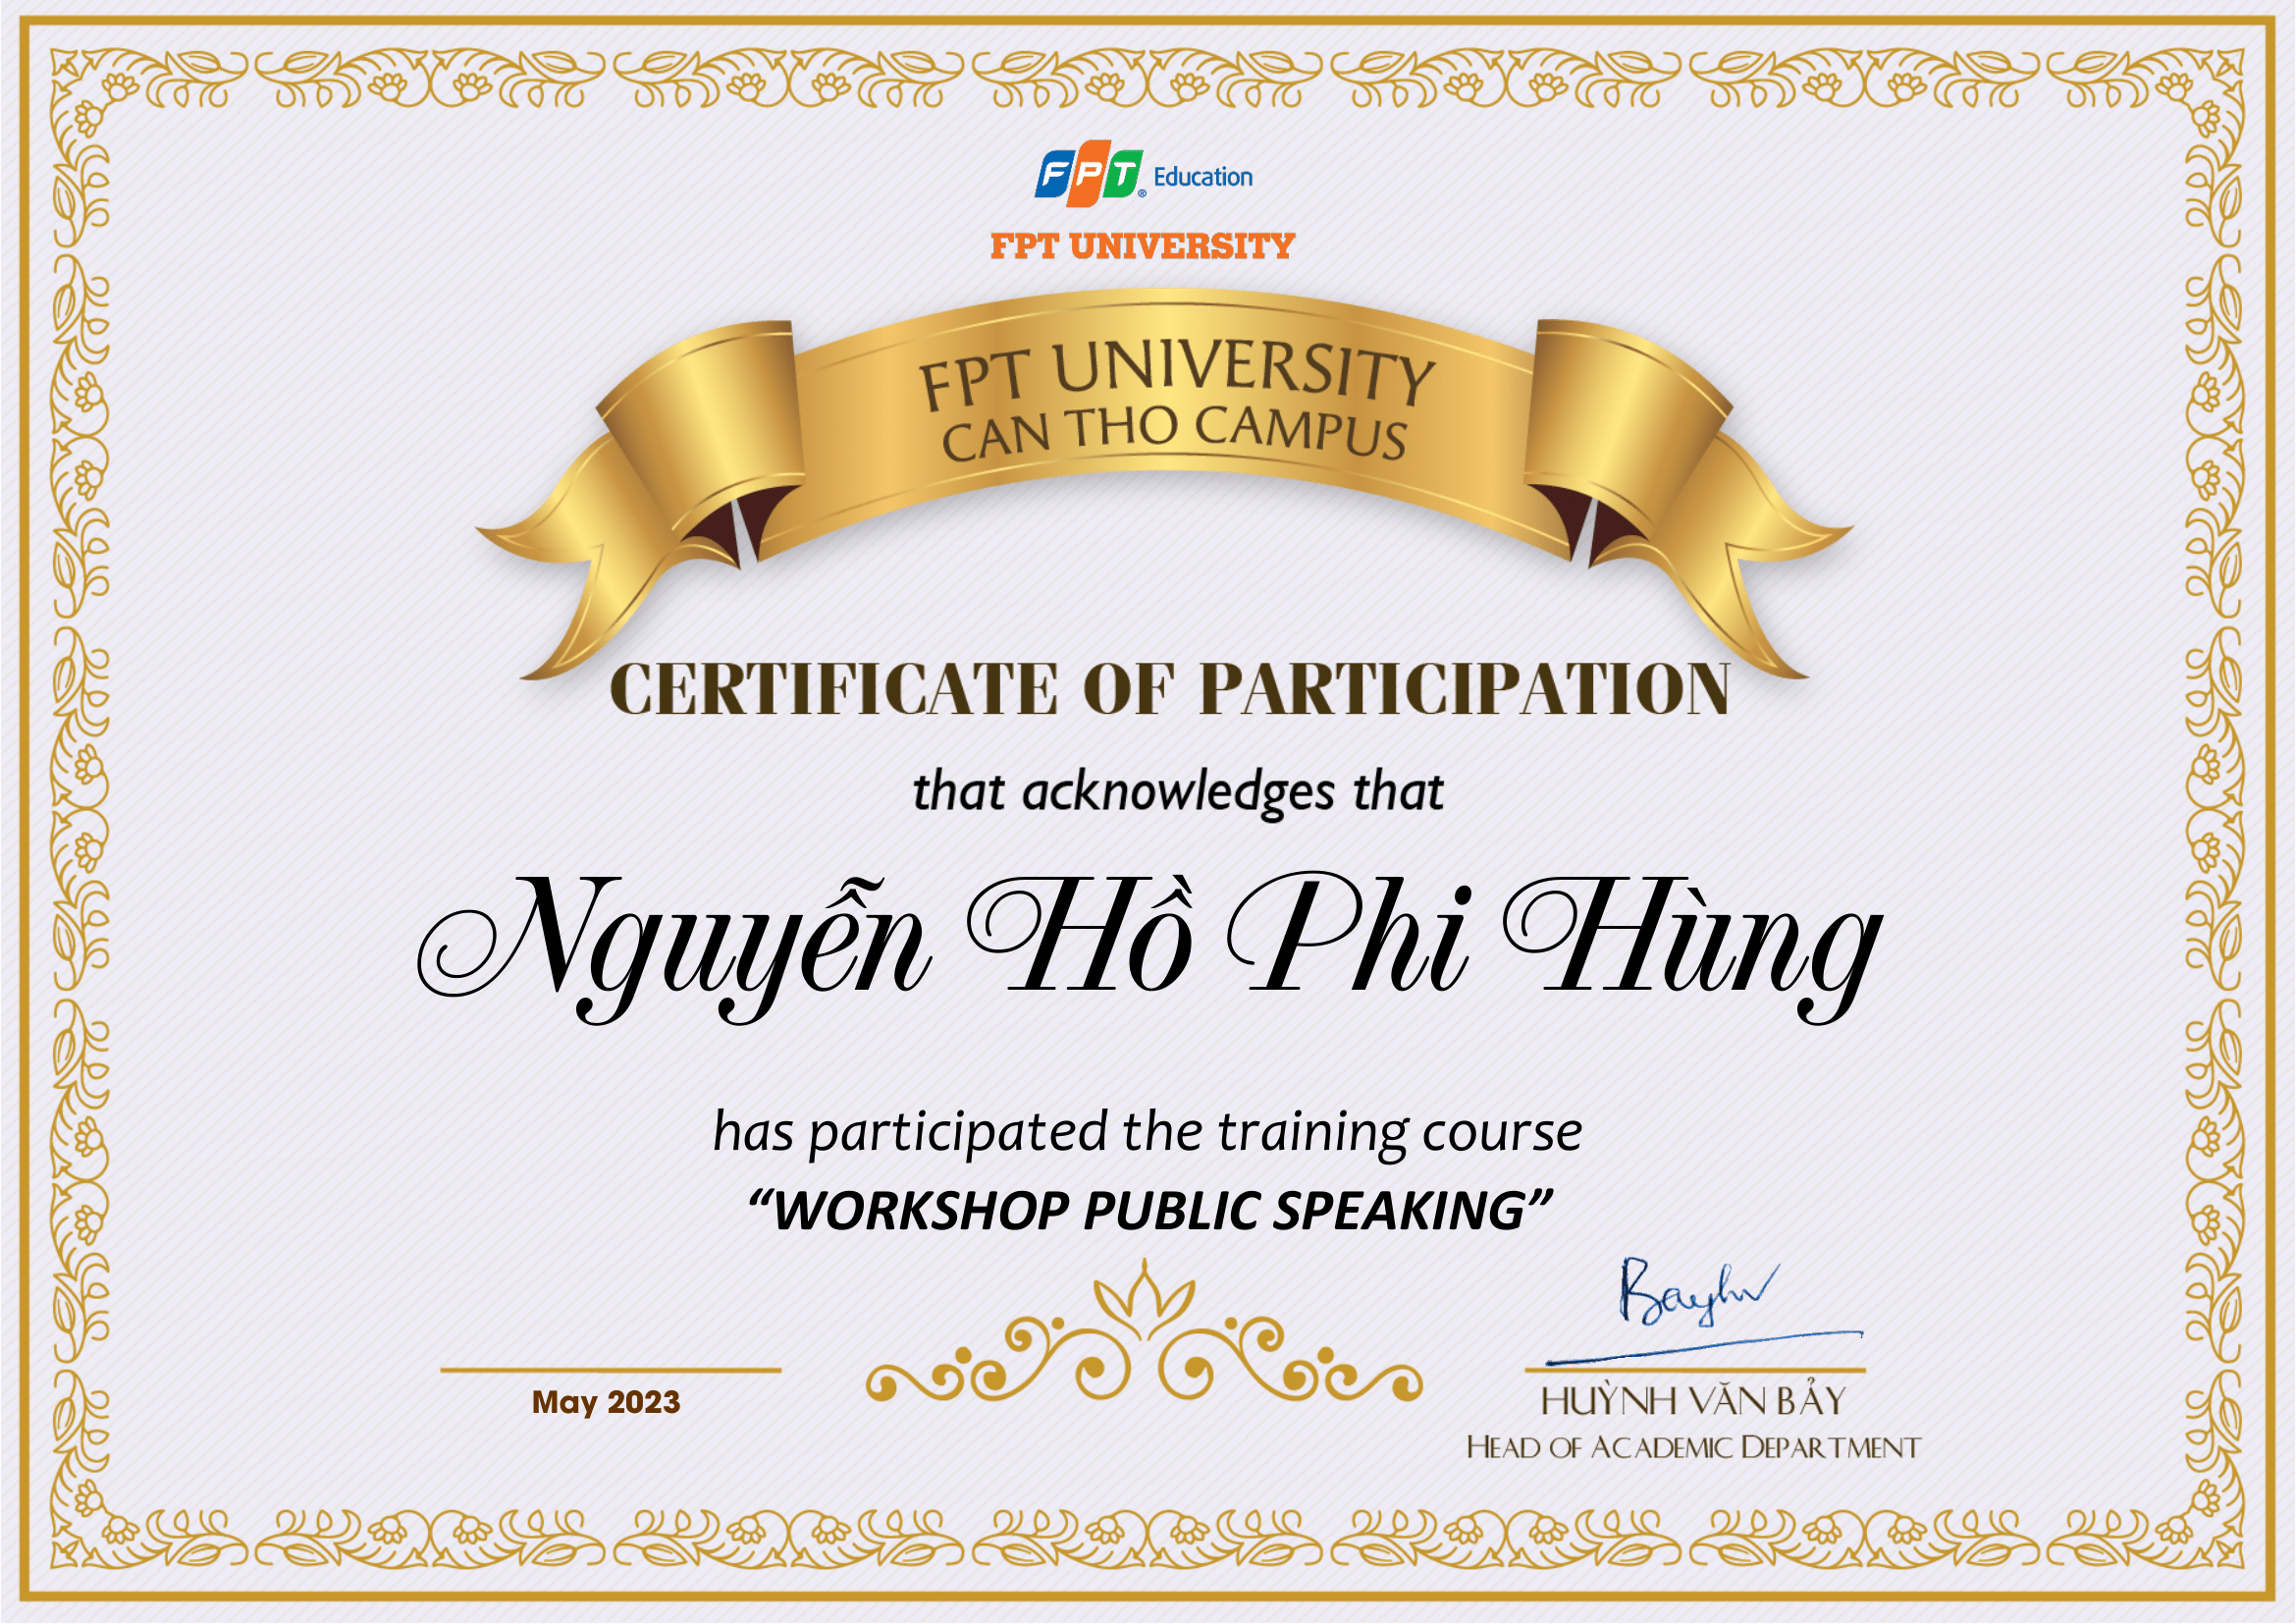 FPT Education
FPT UNIVERSITY
FPT UNIVERSITY
CAN THO CAMPUS
CERTIFICATE OF PARTICIPATION
that acknowledges that
Nguyễn Hồ Phi Hùng
has participated the training course
“WORKSHOP PUBLIC SPEAKING”
Bayhv
May 2023
HUỲNH VĂN BẢY
HEAD OF ACADEMIC DEPARTMENT